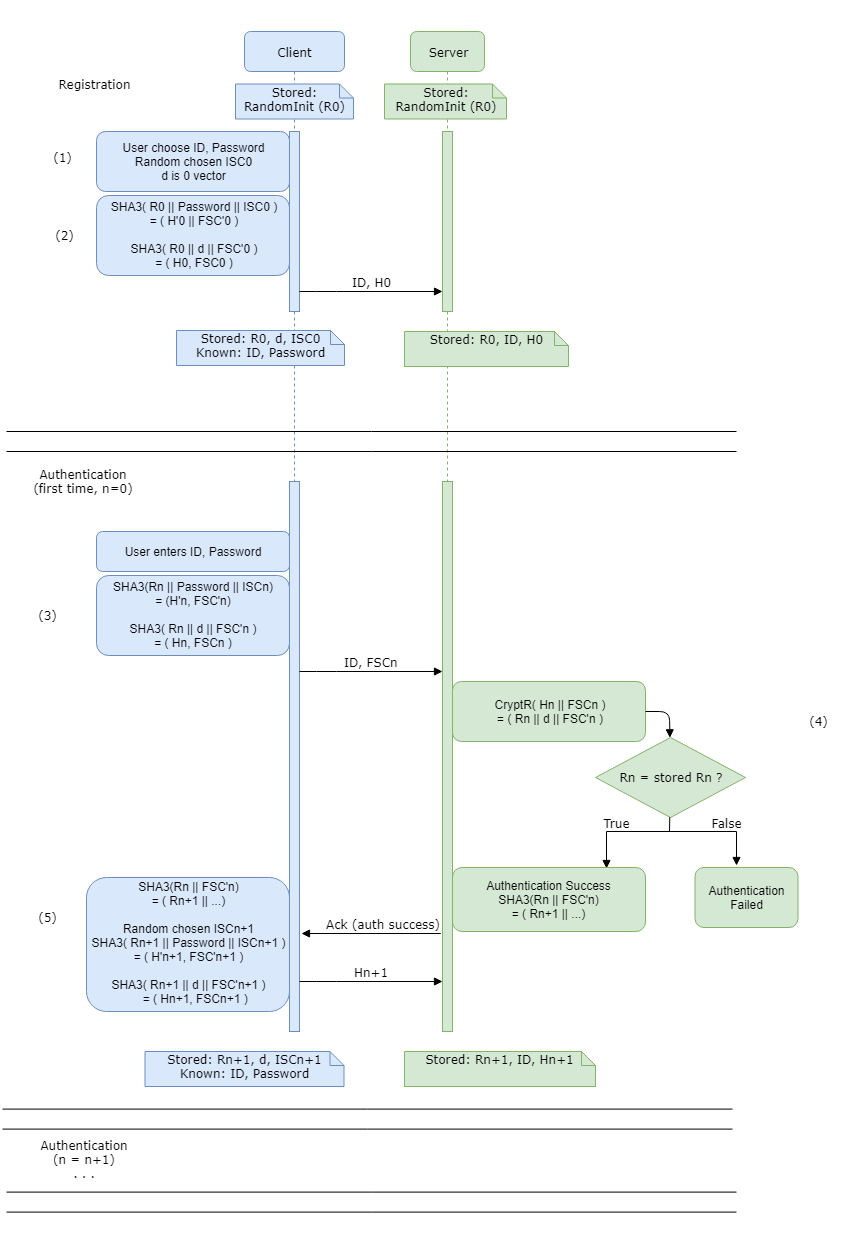 Client
Server
Registration
Stored:
RandomInit (R0)
Stored:
RandomInit (R0)
(1)
User choose ID, Password
Random chosen ISC0
d is 0 vector
(2)
SHA3( R0 || Password || ISC0 )
= ( H'0 || FSC'0 )
SHA3( R0 || d || FSC'0 )
= ( H0, FSC0 )
ID, H0
Stored: R0, d, ISC0
Known: ID, Password
Stored: R0, ID, H0
Authentication
(first time, n=0)
User enters ID, Password
(3)
SHA3(Rn || Password || ISCn)
= (H'n, FSC'n)
SHA3( Rn || d || FSC'n )
= ( Hn, FSCn )
ID, FSCn
CryptR( Hn || FSCn )
= ( Rn || d || FSC'n )
(4)
Rn = stored Rn ?
True
False
Authentication Success
SHA3(Rn || FSC'n)
= ( Rn+1 || ...)
Authentication
Failed
(5)
SHA3(Rn || FSC'n)
= ( Rn+1 || ...)
Random chosen ISCn+1
SHA3( Rn+1 || Password || ISCn+1 )
= ( H'n+1, FSC'n+1 )
SHA3( Rn+1 || d || FSC'n+1 )
= ( Hn+1, FSCn+1 )
Ack (auth success)
Hn+1
Stored: Rn+1, d, ISCn+1
Known: ID, Password
Stored: Rn+1, ID, Hn+1
Authentication
(n = n+1)
. . .